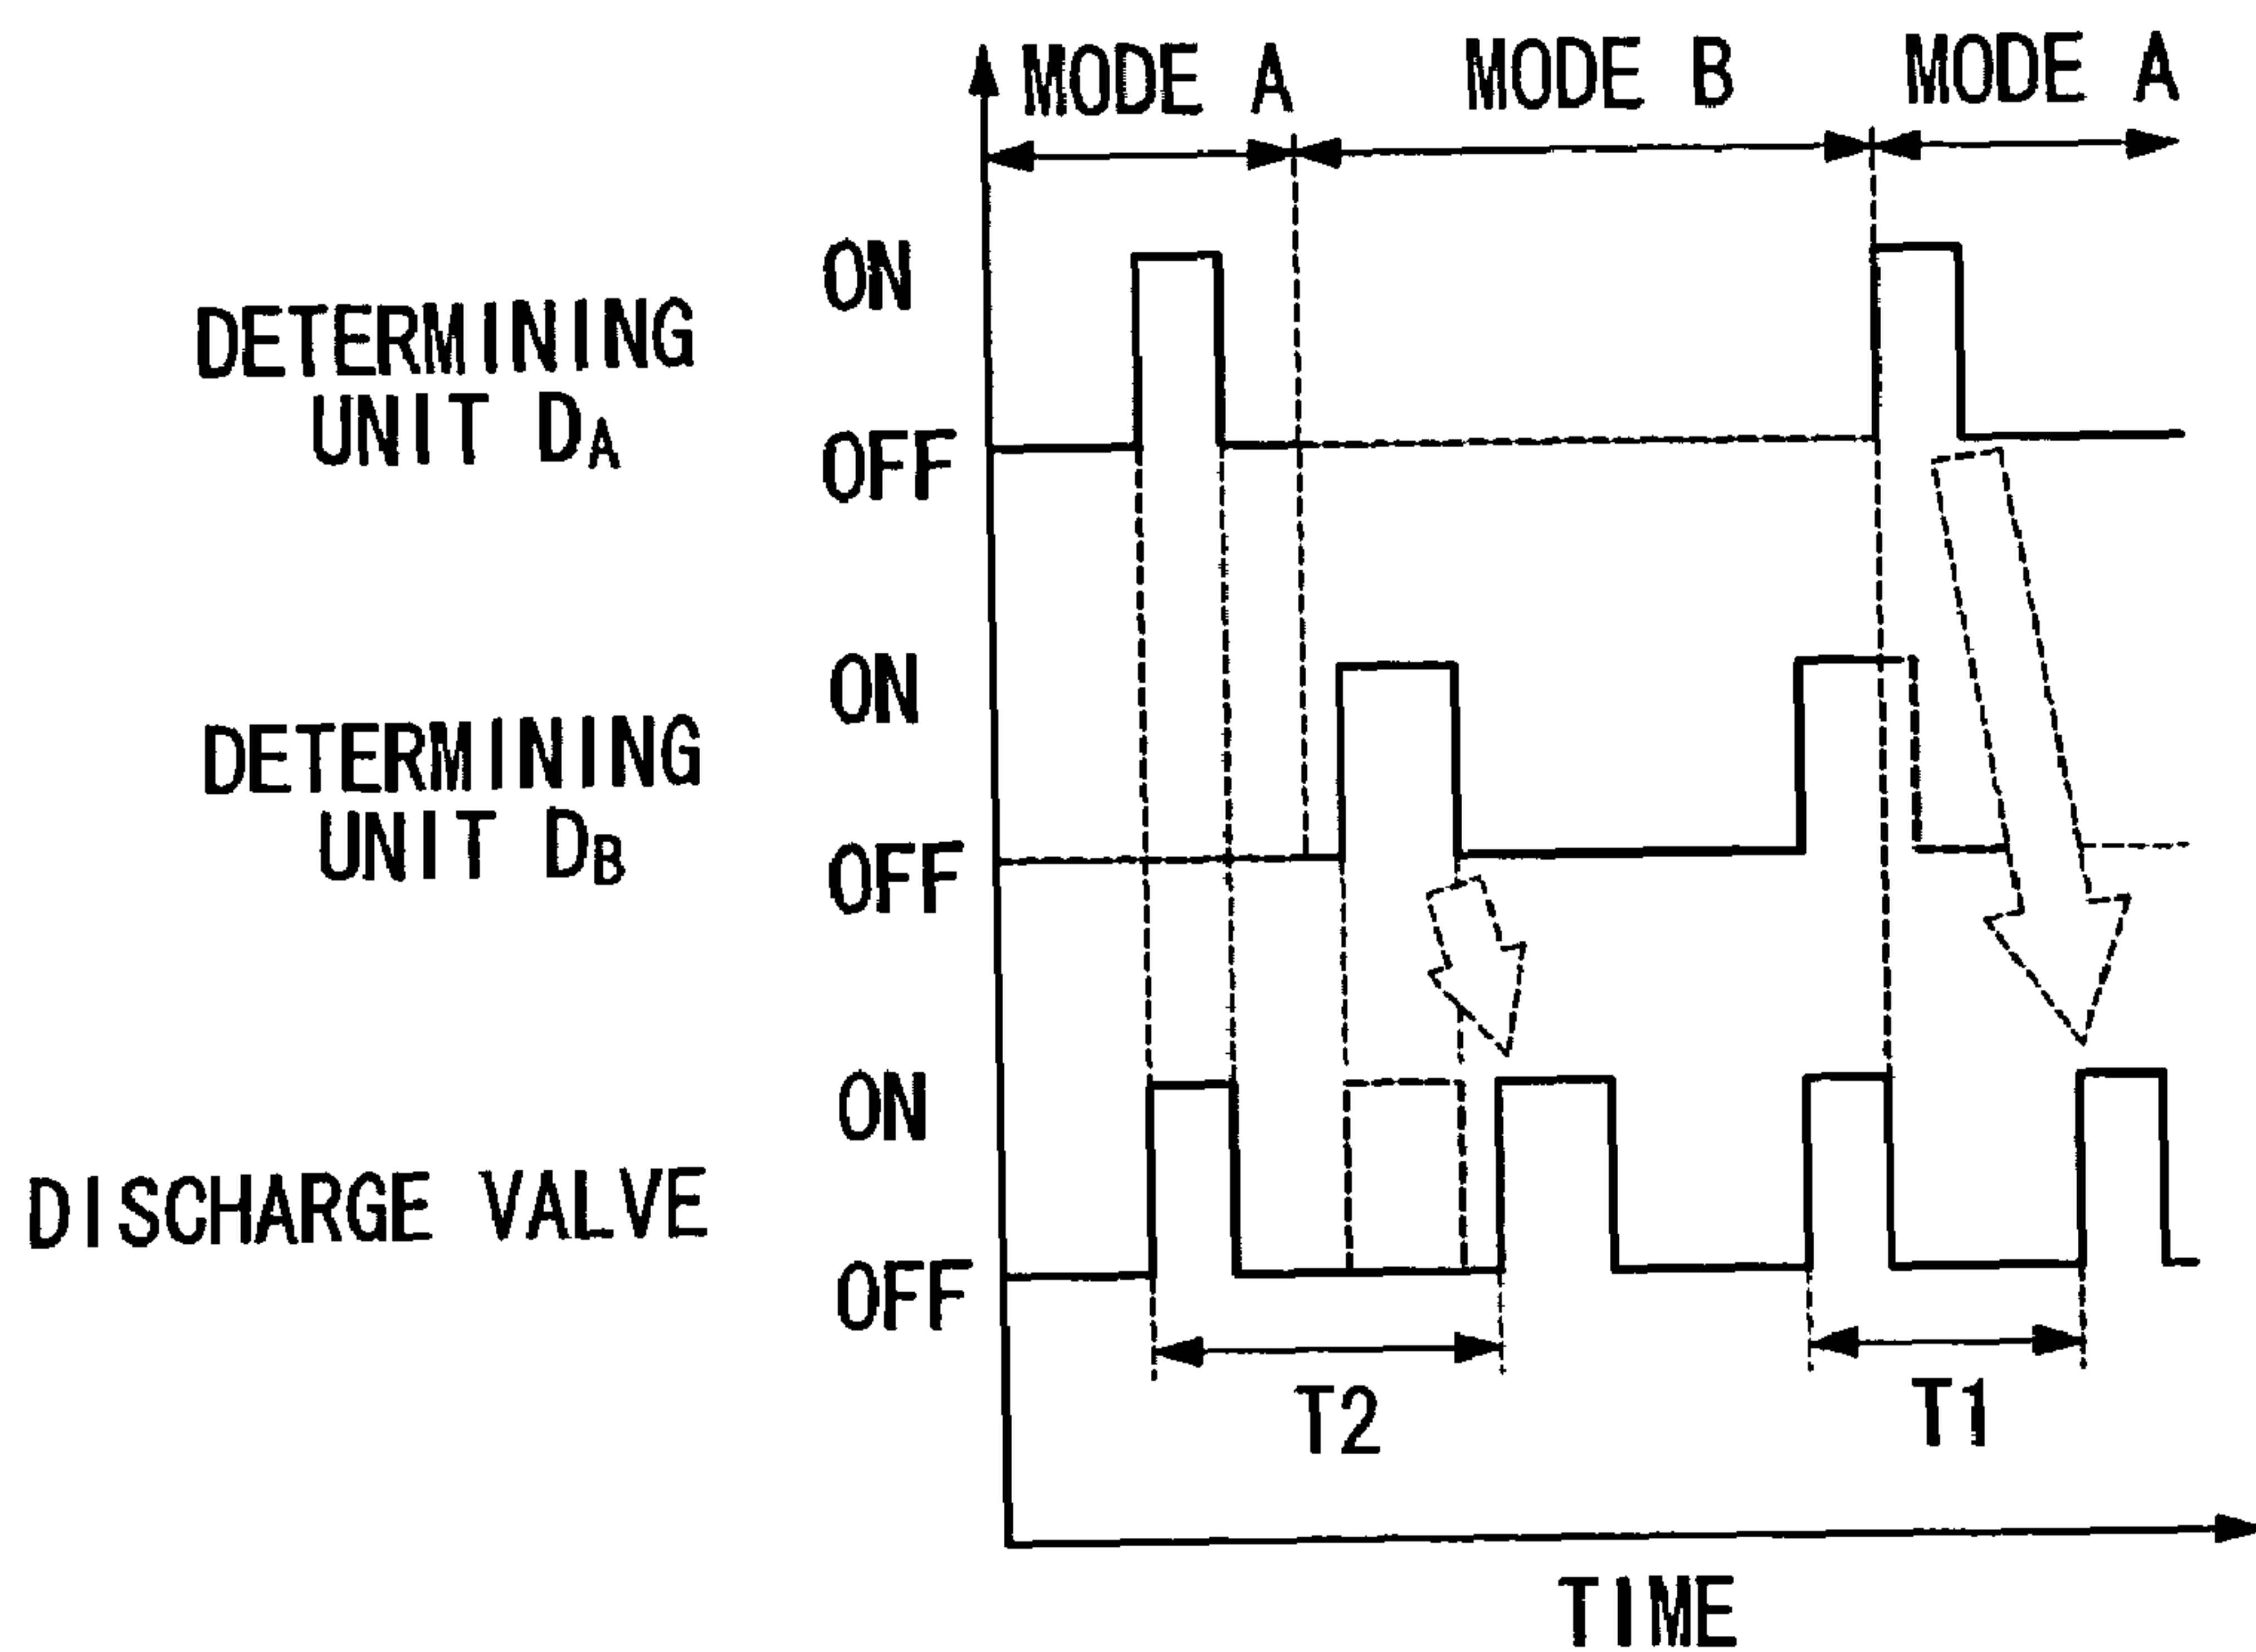 MODE A MODE B MODE A
ON
DETERMINING
UNIT DA
OFF
ON
DETERMINING
UNIT DB
OFF
ON
DISCHARGE VALVE
OFF
T2 T1
TIME